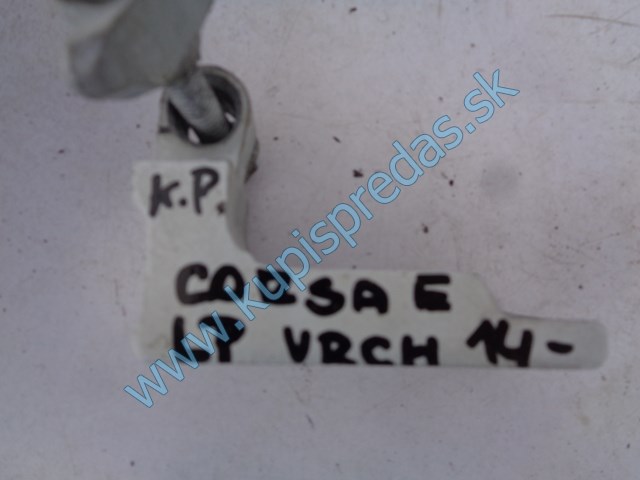 K.P.
CORSA E
LP VRCH 14-
www.kupispredas.sk